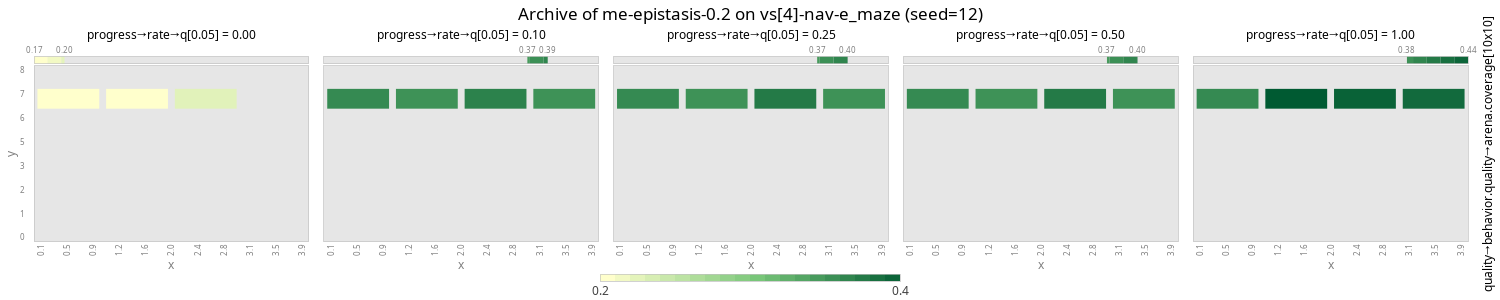 Archive of me-epistasis-0.2 on vs[4]-nav-e_maze (seed=12)
progress→rate→q[0.05] = 0.00
progress→rate→q[0.05] = 0.10
progress→rate→q[0.05] = 0.25
progress→rate→q[0.05] = 0.50
progress→rate→q[0.05] = 1.00
0.17 0.20
0.37 0.39
0.37 0.40
0.37 0.40
0.38 0.44
8
7
6
5
3
2
1
0
y
0.1 0.5 0.9 1.2 1.6 2.0 2.4 2.8 3.1 3.5 3.9
0.1 0.5 0.9 1.2 1.6 2.0 2.4 2.8 3.1 3.5 3.9
0.1 0.5 0.9 1.2 1.6 2.0 2.4 2.8 3.1 3.5 3.9
0.1 0.5 0.9 1.2 1.6 2.0 2.4 2.8 3.1 3.5 3.9
0.1 0.5 0.9 1.2 1.6 2.0 2.4 2.8 3.1 3.5 3.9
x
x
x
x
x
quality→behavior.quality→arena.coverage[10x10]
0.2 0.4